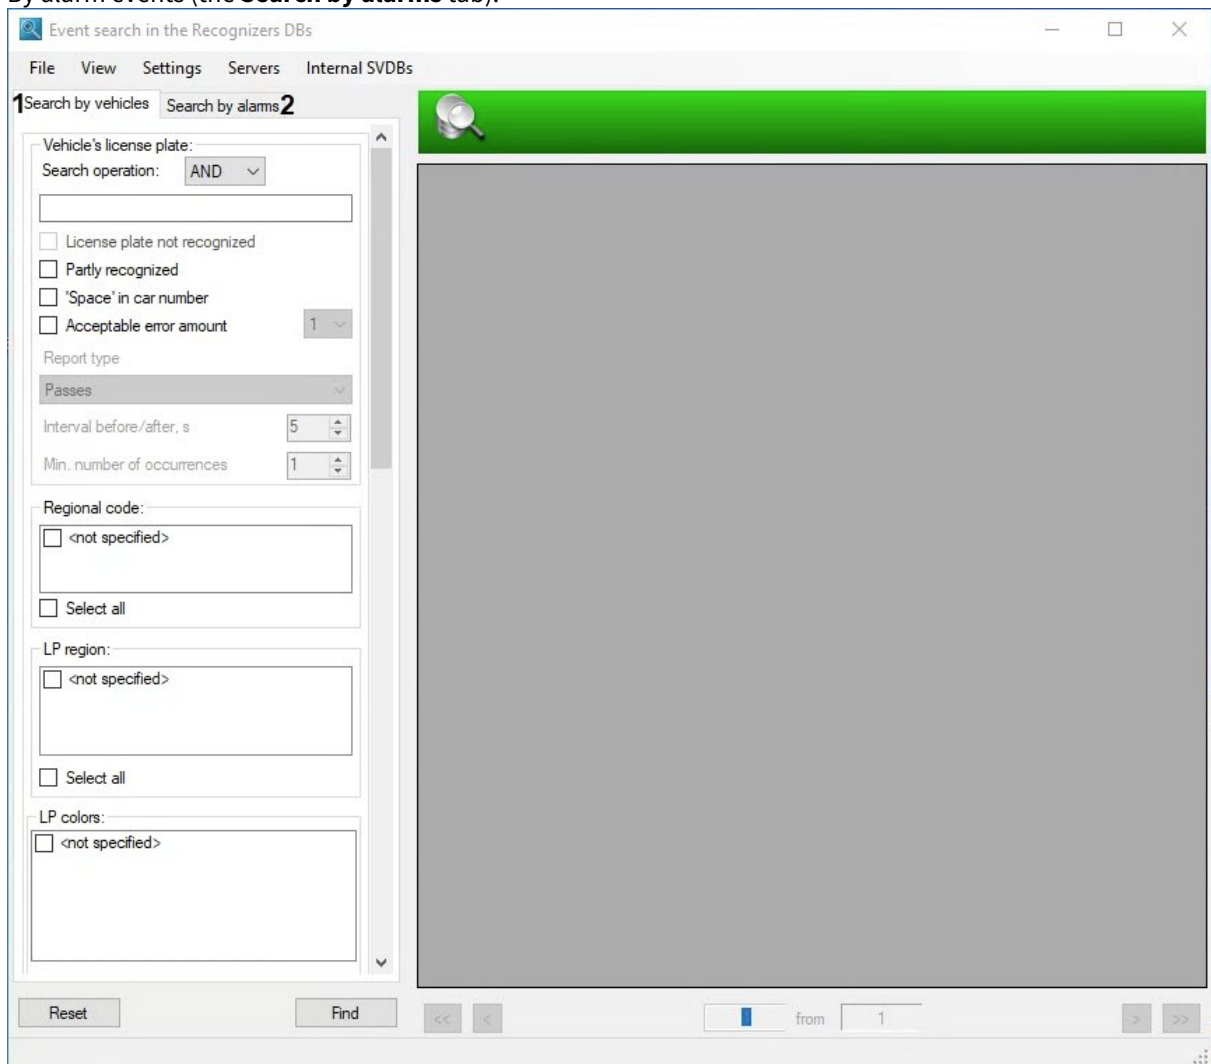 By alarm events (the Search by alarms tab).
Event search in the Recognizers DBs
File View Settings Servers Internal SVDBs
1 Search by vehicles Search by alarms 2
Vehicle's license plate:
Search operation: AND
License plate not recognized
Partly recognized
'Space' in car number
Acceptable error amount 1
Report type
Passes
Interval before/after, s 5
Min. number of occurrences 1
Regional code:
<not specified>
Select all
LP region:
<not specified>
Select all
LP colors:
<not specified>
Reset Find << < from 1 > >>